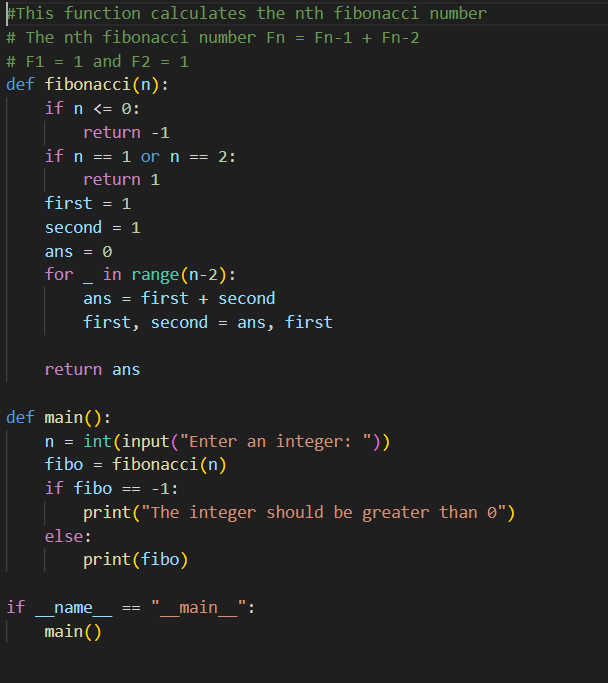 #This function calculates the nth fibonacci number
# The nth fibonacci number Fn = Fn-1 + Fn-2
# F1 = 1 and F2 = 1
def fibonacci(n):
    if n <= 0:
        return -1
    if n == 1 or n == 2:
        return 1
    first = 1
    second = 1
    ans = 0
    for _ in range(n-2):
        ans = first + second
        first, second = ans, first

    return ans

def main():
    n = int(input("Enter an integer: "))
    fibo = fibonacci(n)
    if fibo == -1:
        print("The integer should be greater than 0")
    else:
        print(fibo)

if __name__ == "__main__":
    main()